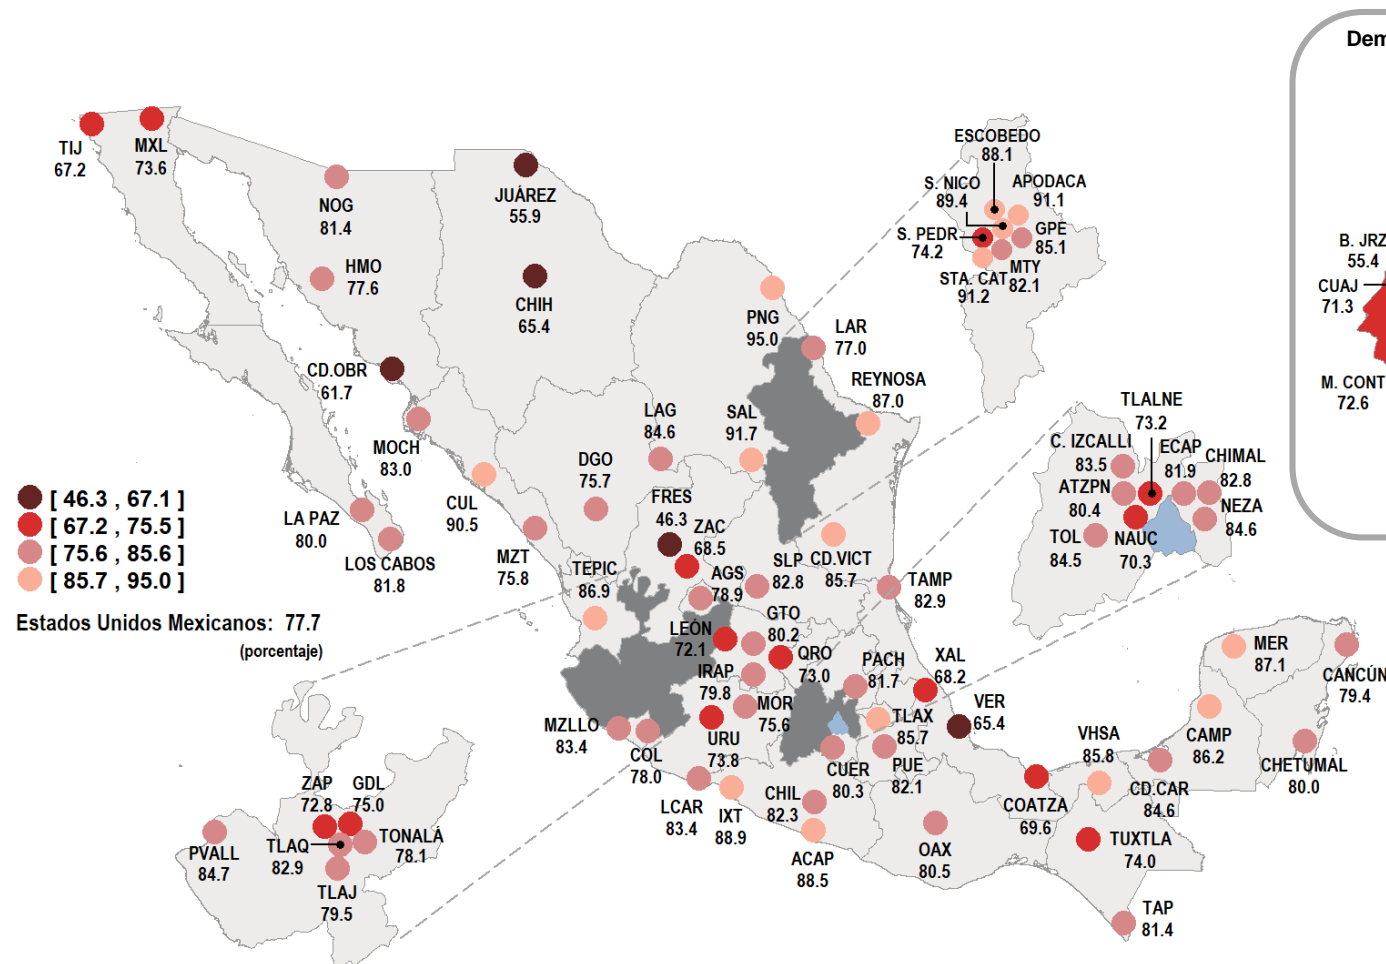 Dem
TIJ
67.2
MXL
73.6
NOG
81.4
HMO
77.6
JUÁREZ
55.9
CHIH
65.4
CD.OBR
61.7
MOCH
83.0
CUL
90.5
LA PAZ
80.0
LOS CABOS
81.8
MZT
75.8
DGO
75.7
LAG
84.6
SAL
91.7
PNG
95.0
LAR
77.0
REYNOSA
87.0
ESCOBEDO
88.1
S. NICO
89.4
APODACA
91.1
S. PEDR
74.2
GPE
85.1
MTY
82.1
STA. CAT
91.2
B. JRZ
55.4
CUAJ
71.3
M. CONT
72.6
TLALNE
73.2
C. IZCALLI
83.5
ECAP
81.9
CHIMAL
82.8
ATZPN
80.4
NEZA
84.6
TOL
84.5
NAUC
70.3
[ 46.3 , 67.1 ]
[ 67.2 , 75.5 ]
[ 75.6 , 85.6 ]
[ 85.7 , 95.0 ]
Estados Unidos Mexicanos: 77.7
(porcentaje)
FRES
46.3
ZAC
68.5
TEPIC
86.9
AGS
78.9
SLP
82.8
CD.VICT
85.7
TAMP
82.9
LEÓN
72.1
GTO
80.2
QRO
73.0
IRAP
79.8
PACH
81.7
XAL
68.2
VER
65.4
MOR
75.6
TLAX
85.7
MZLLO
83.4
COL
78.0
URU
73.8
CUER
80.3
PUE
82.1
LCAR
83.4
IXT
88.9
CHIL
82.3
ACAP
88.5
OAX
80.5
COATZA
69.6
VHSA
85.8
CD.CAR
84.6
CAMP
86.2
MER
87.1
CANCÚN
79.4
CHETUMAL
80.0
TUXTLA
74.0
TAP
81.4
ZAP
72.8
GDL
75.0
PVALL
84.7
TLAQ
82.9
TONALÁ
78.1
TLAJ
79.5